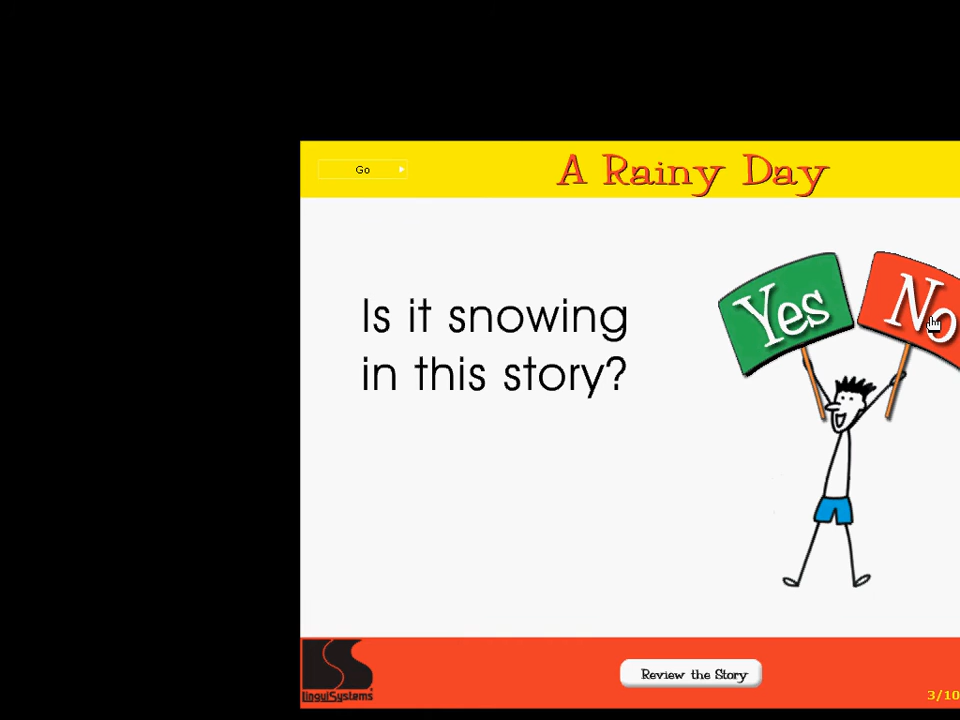 Go
A Rainy Day
Is it snowing
in this story?
Yes
No
LinguiSystems
Review the Story
3/10